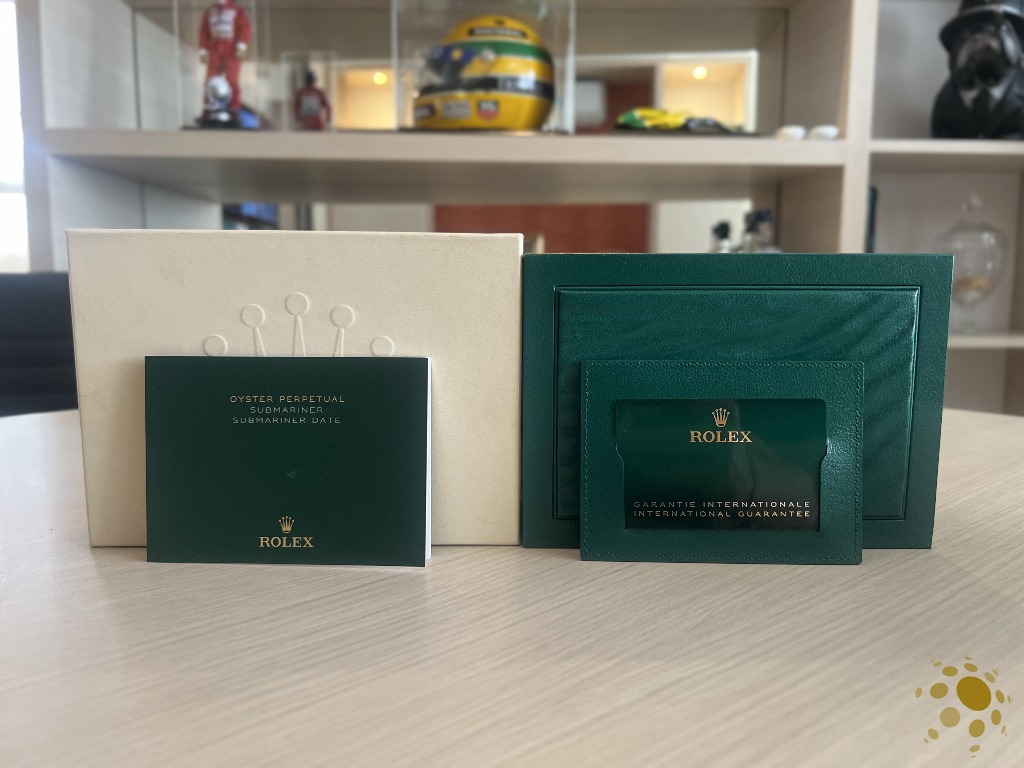 OYSTER PERPETUAL
SUBMARINER
SUBMARINER DATE
ROLEX
ROLEX
GARANTIE INTERNATIONALE
INTERNATIONAL GUARANTEE